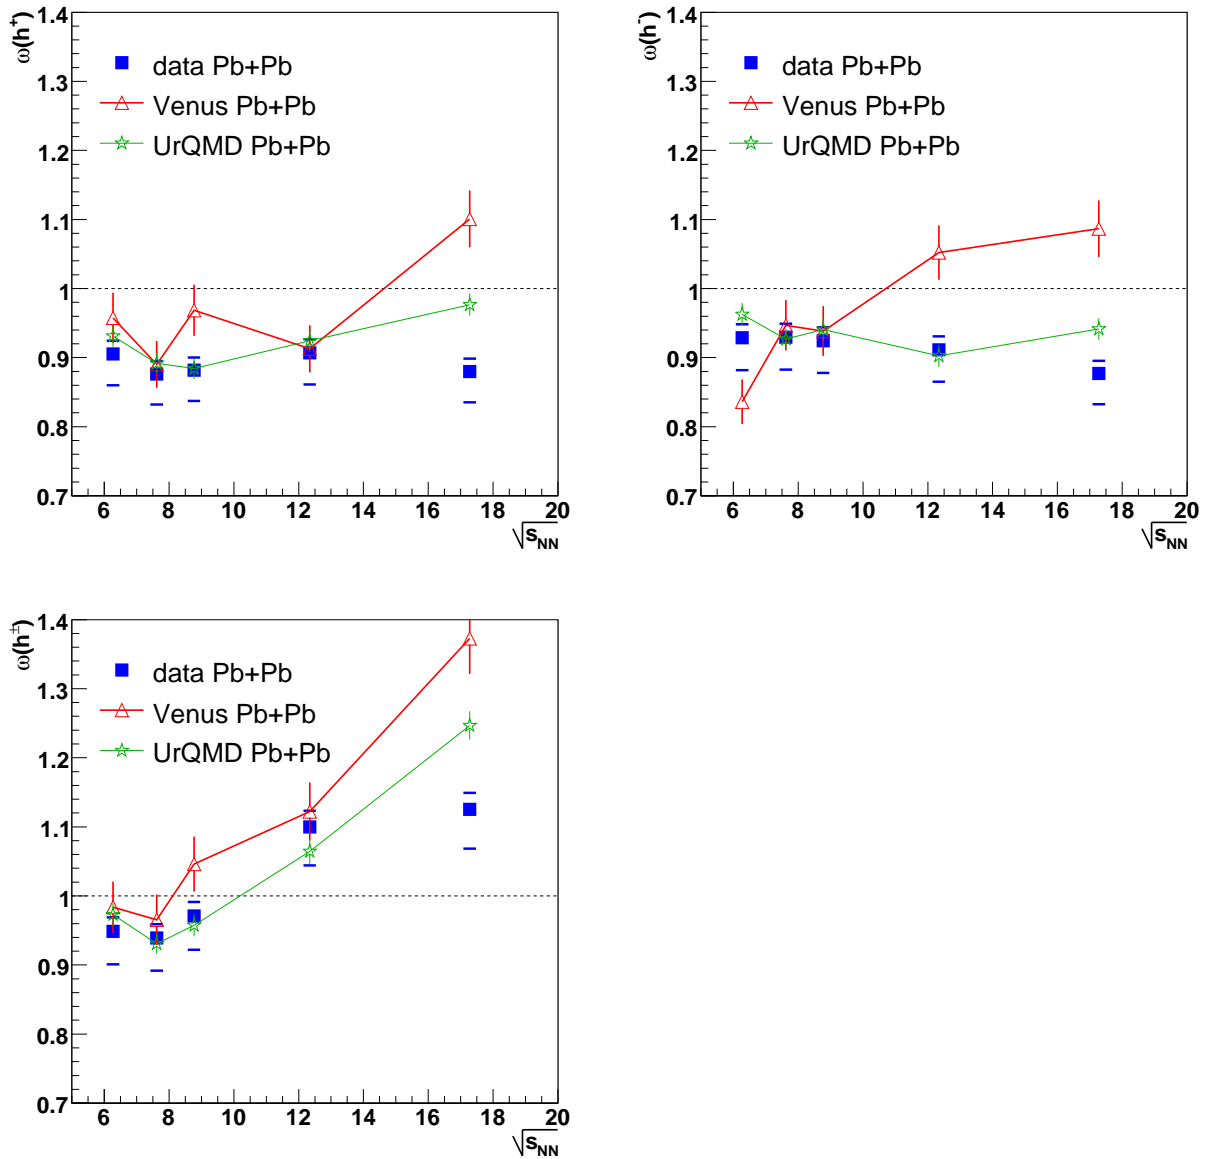 ω(h⁺)
1.4
1.3
1.2
1.1
1
0.9
0.8
0.7
data Pb+Pb
Venus Pb+Pb
UrQMD Pb+Pb
6 8 10 12 14 16 18 20
√s_NN
ω(h⁻)
1.4
1.3
1.2
1.1
1
0.9
0.8
0.7
data Pb+Pb
Venus Pb+Pb
UrQMD Pb+Pb
6 8 10 12 14 16 18 20
√s_NN
ω(h±)
1.4
1.3
1.2
1.1
1
0.9
0.8
0.7
data Pb+Pb
Venus Pb+Pb
UrQMD Pb+Pb
6 8 10 12 14 16 18 20
√s_NN